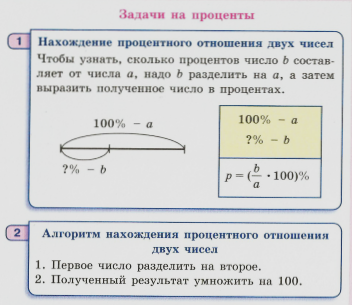 Задачи на проценты
1
Нахождение процентного отношения двух чисел
Чтобы узнать, сколько процентов число b состав-
ляет от числа a, надо b разделить на a, а затем
выразить полученное число в процентах.
100% – a
?% – b
100% – a
?% – b
p = (b/a · 100)%
2
Алгоритм нахождения процентного отношения
двух чисел
1. Первое число разделить на второе.
2. Полученный результат умножить на 100.